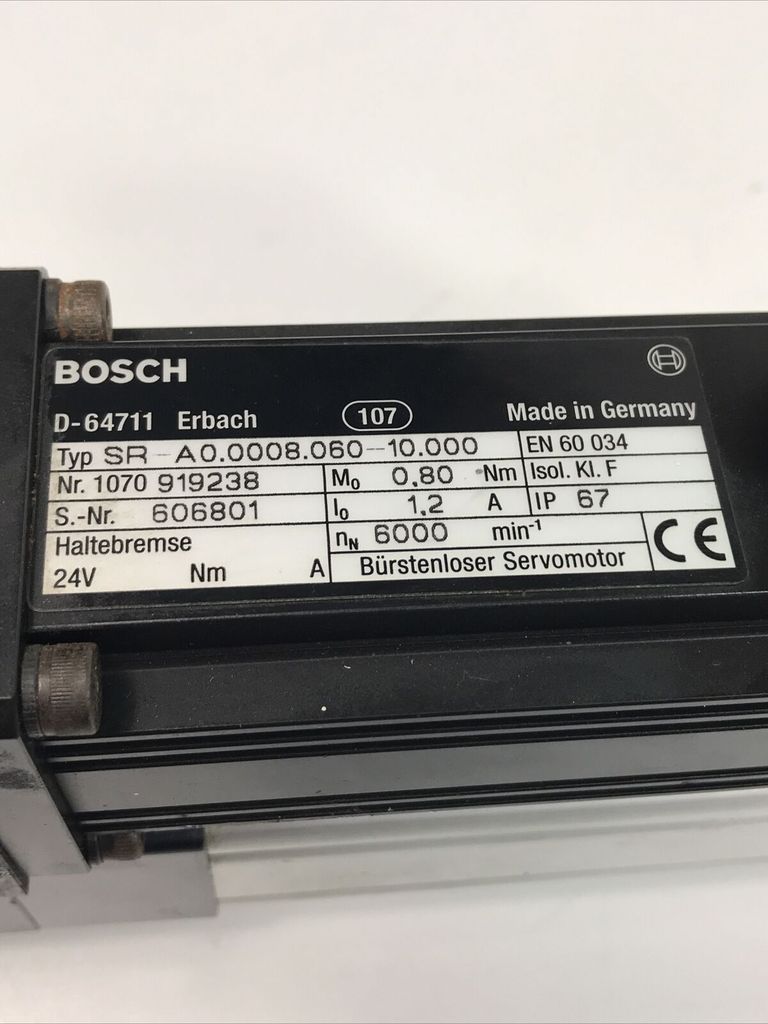 BOSCH
D-64711 Erbach 107 Made in Germany
Typ SR-A0.0008.060-10.000 EN 60 034
Nr. 1070 919238 M₀ 0,80 Nm Isol. Kl. F
S.-Nr. 606801 I₀ 1,2 A IP 67
Haltebremse nN 6000 min⁻¹ CE
24V Nm A Bürstenloser Servomotor